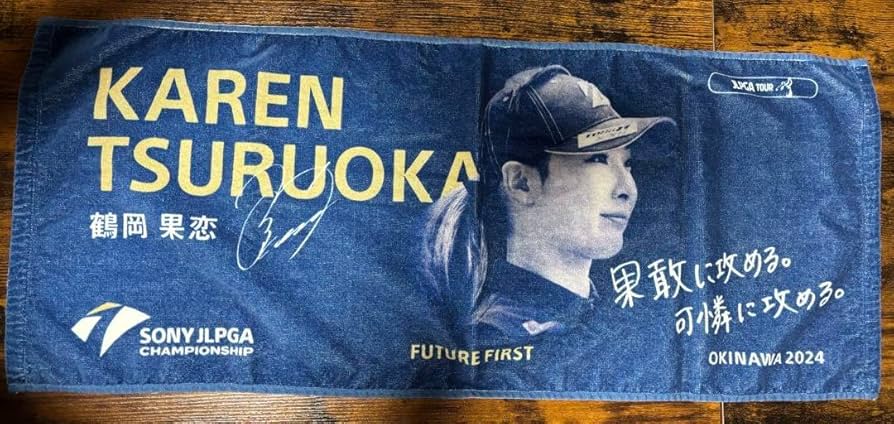 KAREN
TSURUOKA
鶴岡 果恋
JLPGA TOUR
果敢に攻める。
可憐に攻める。
SONY JLPGA
CHAMPIONSHIP
FUTURE FIRST
OKINAWA 2024